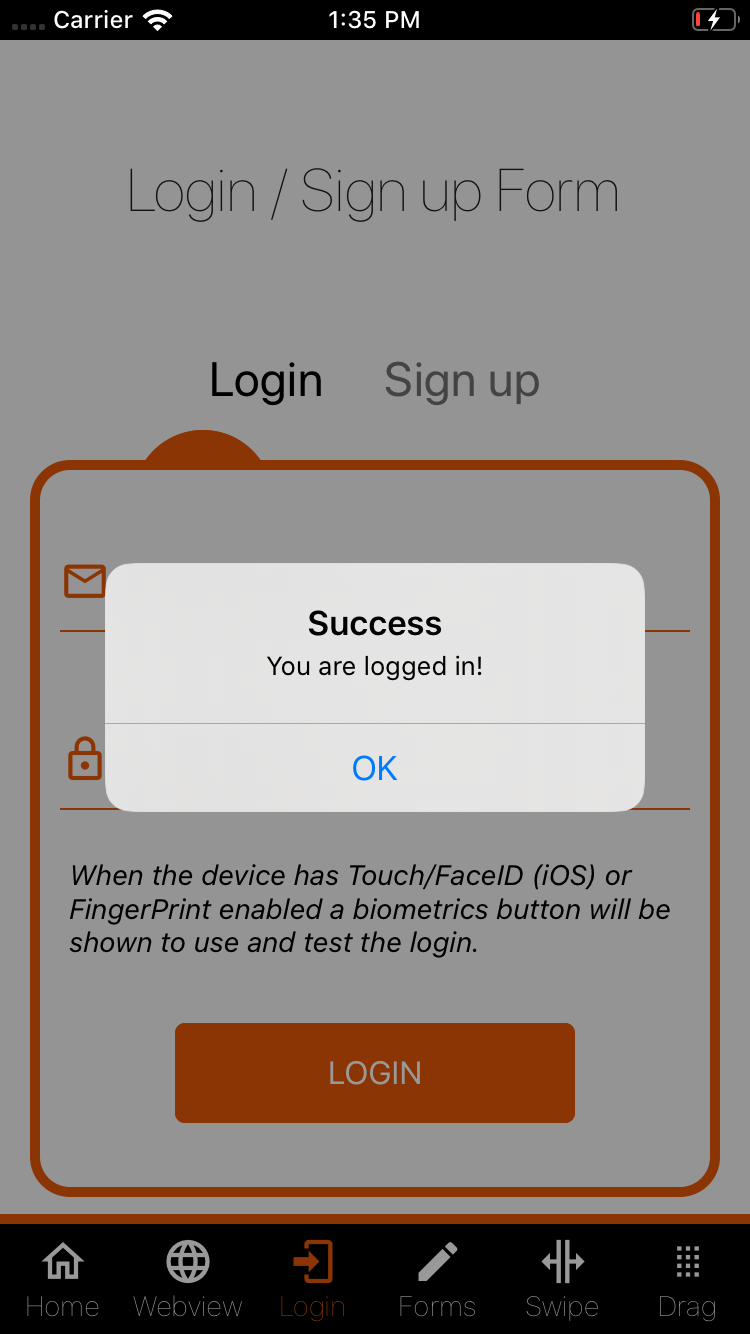 Carrier 1:35 PM
Login / Sign up Form
Login Sign up
Success
You are logged in!
OK
When the device has Touch/FaceID (iOS) or
FingerPrint enabled a biometrics button will be
shown to use and test the login.
LOGIN
Home Webview Login Forms Swipe Drag